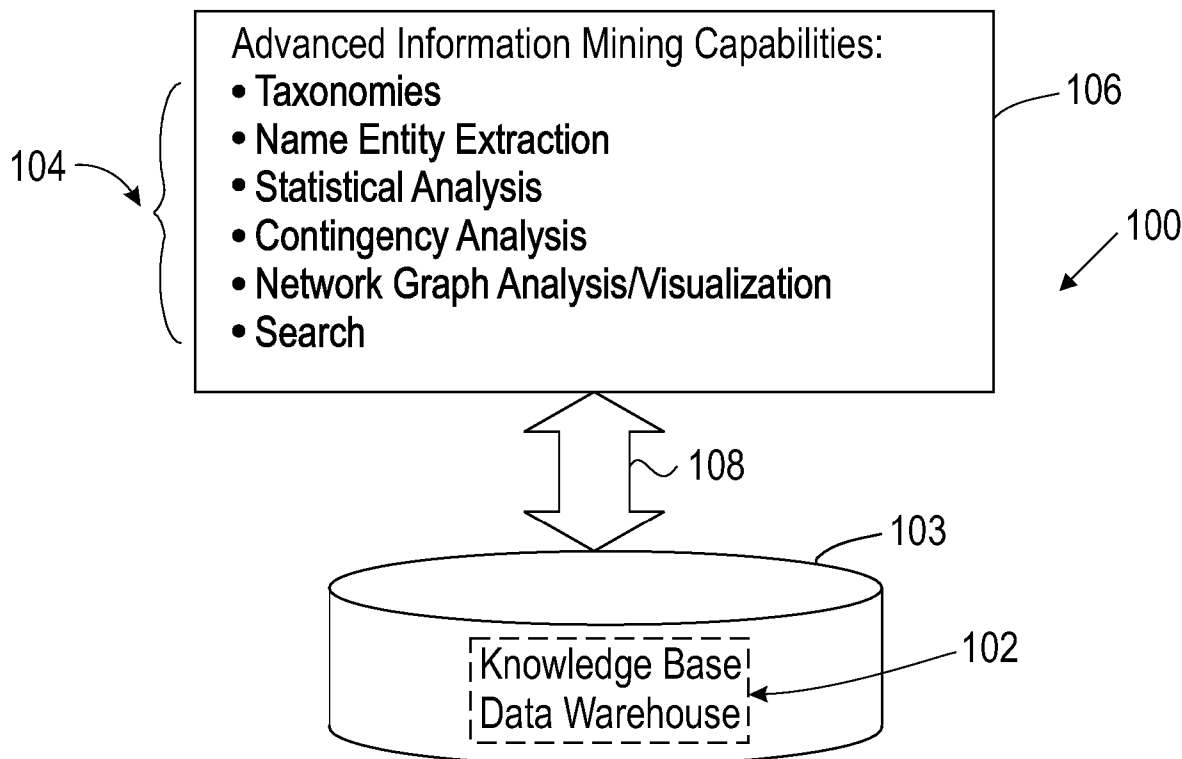 Advanced Information Mining Capabilities:
• Taxonomies
• Name Entity Extraction
• Statistical Analysis
• Contingency Analysis
• Network Graph Analysis/Visualization
• Search
106
104
100
108
103
Knowledge Base
Data Warehouse
102